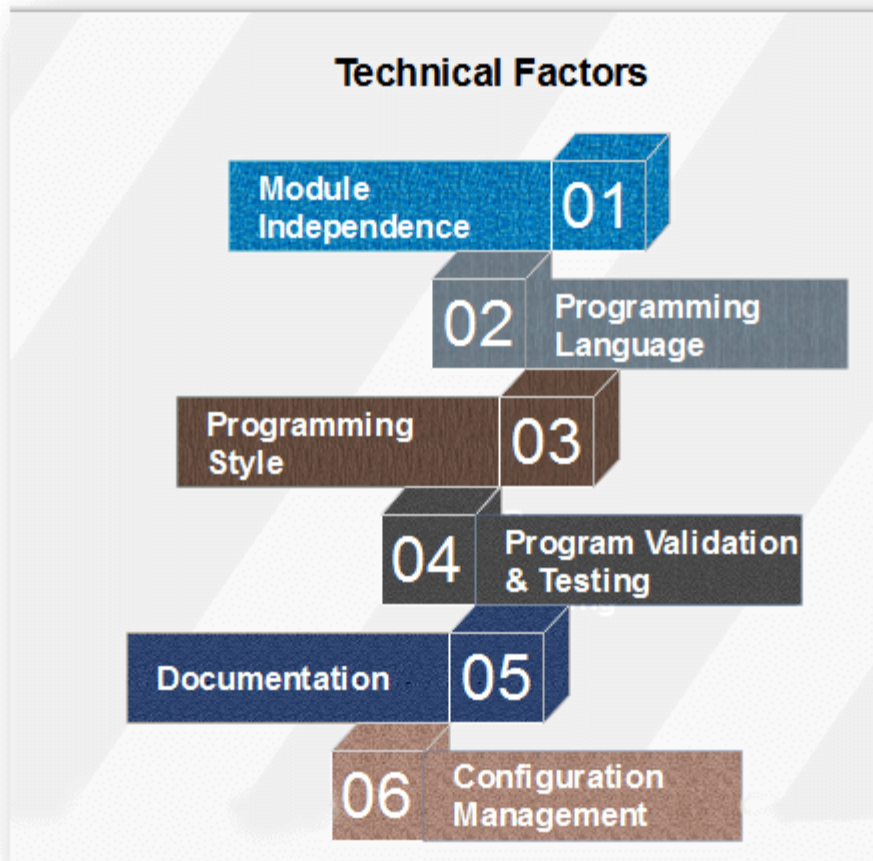 Technical Factors
Module
Independence
01
02
Programming
Language
Programming
Style
03
04
Program Validation
& Testing
Documentation
05
06
Configuration
Management